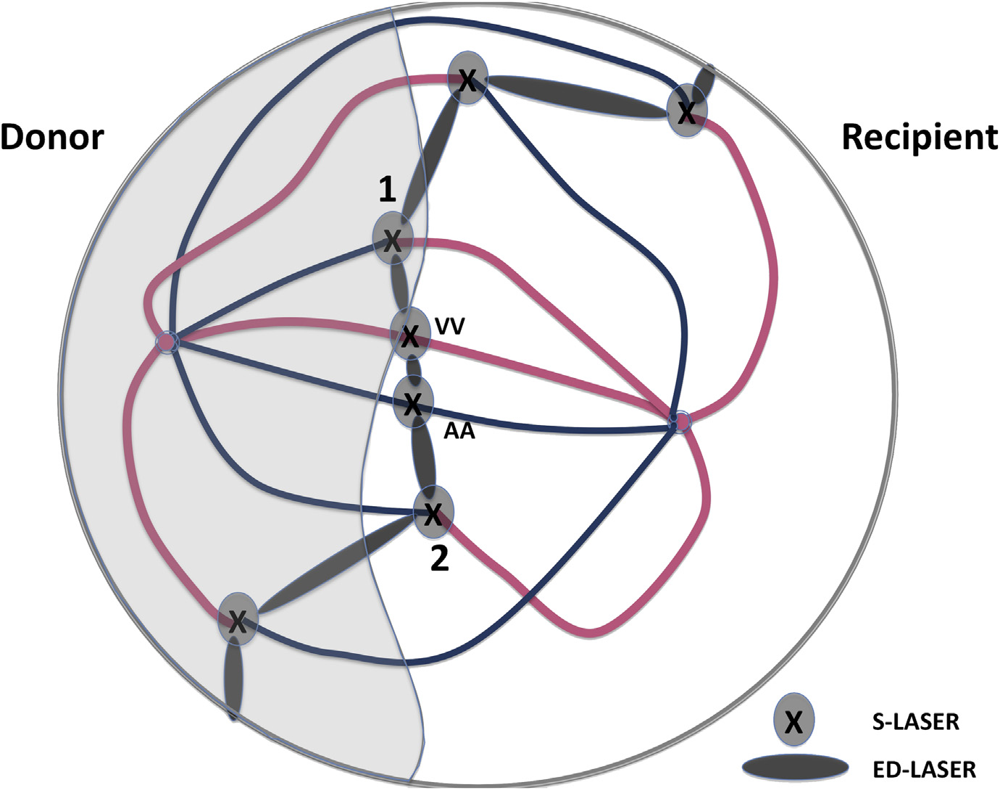 Donor
Recipient
X
X
1
X
X
VV
X
AA
X
2
X
X
S-LASER
ED-LASER